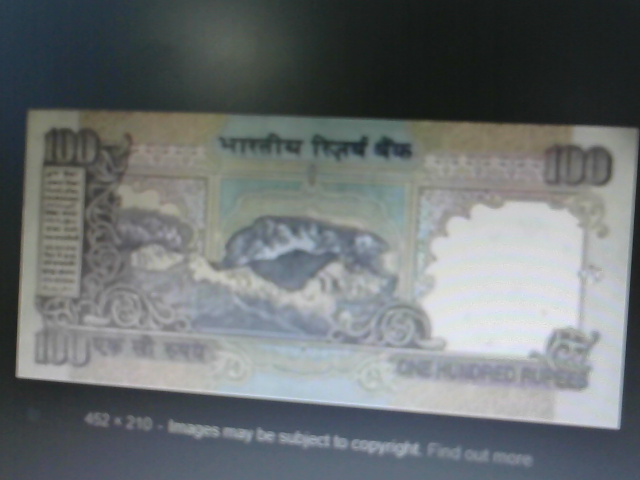 100 भारतीय रिज़र्व बैंक 100
100 एक सौ रुपये
ONE HUNDRED RUPEES
452 × 210 - Images may be subject to copyright. Find out more